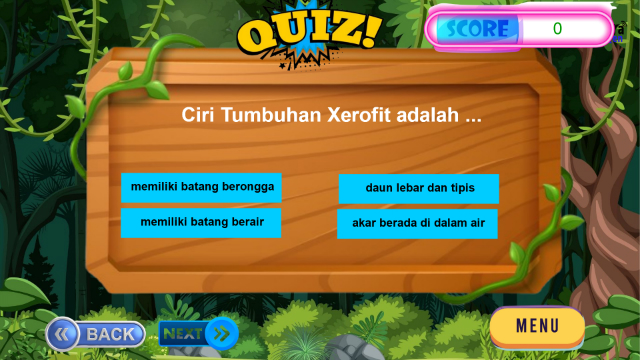 QUIZ!
SCORE 0
Ciri Tumbuhan Xerofit adalah ...
memiliki batang berongga
daun lebar dan tipis
memiliki batang berair
akar berada di dalam air
BACK
NEXT
MENU